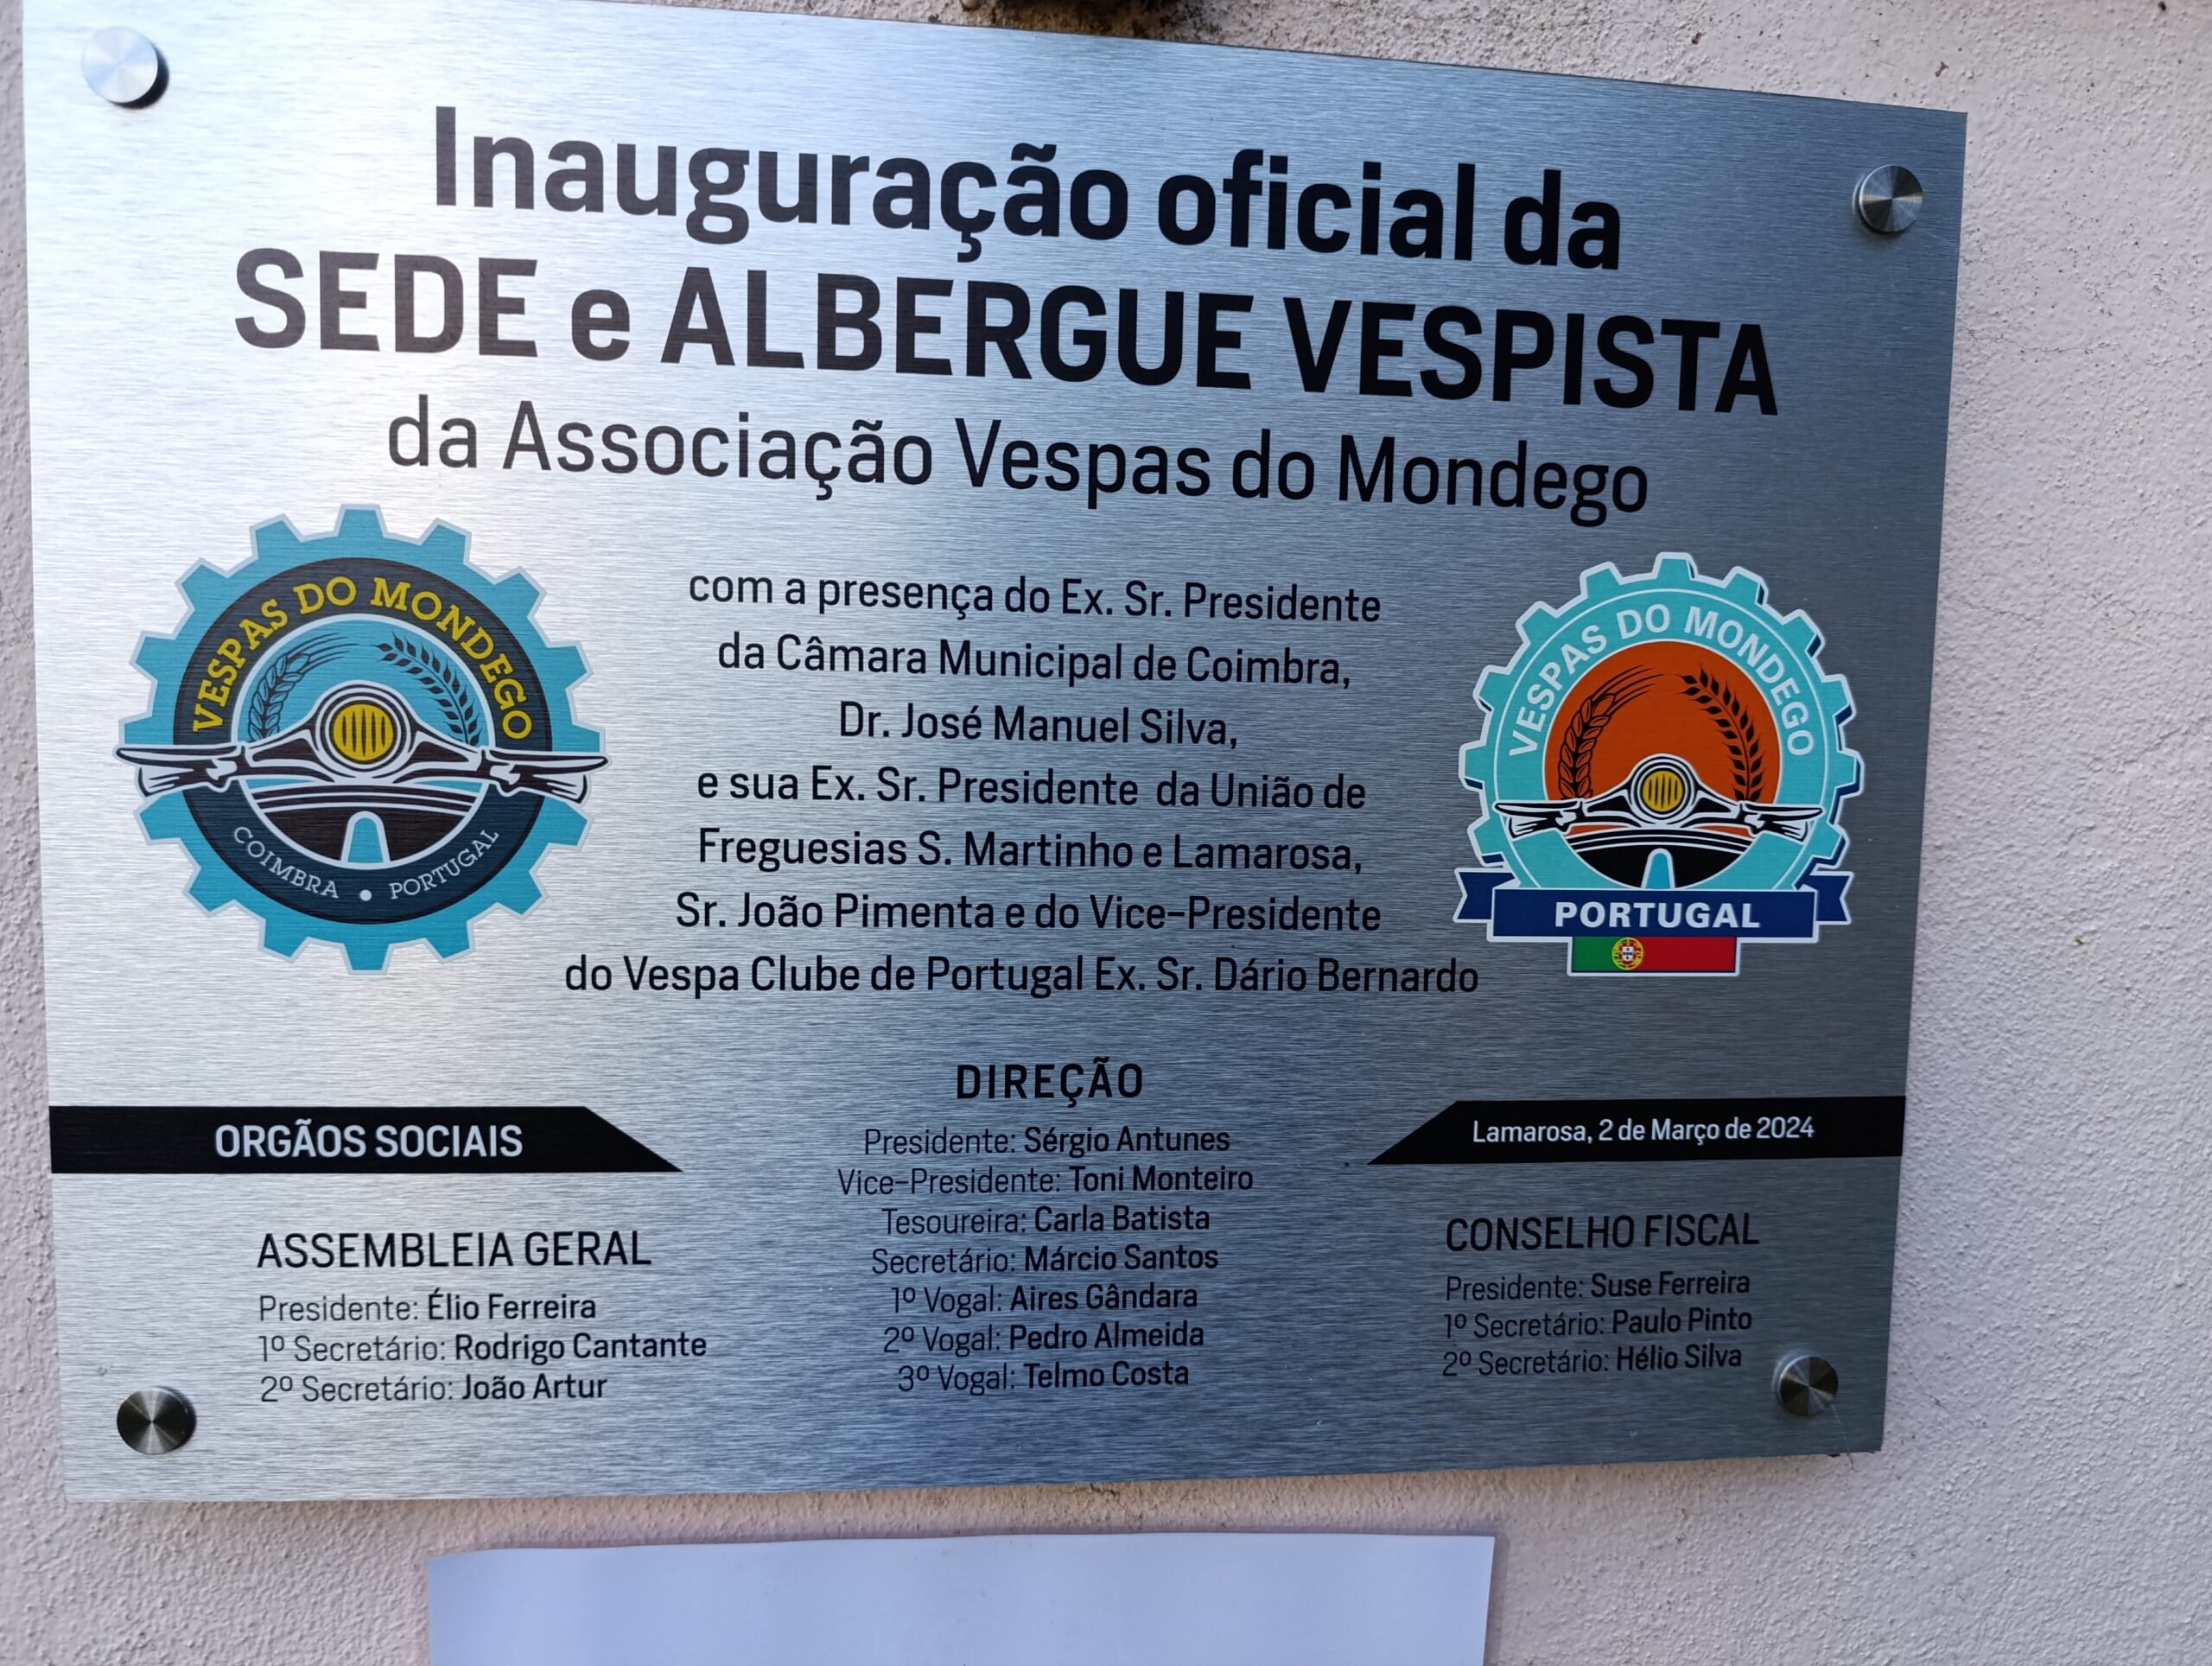 Inauguração oficial da
SEDE e ALBERGUE VESPISTA
da Associação Vespas do Mondego
VESPAS DO MONDEGO
COIMBRA • PORTUGAL
com a presença do Ex. Sr. Presidente
da Câmara Municipal de Coimbra,
Dr. José Manuel Silva,
e sua Ex. Sr. Presidente da União de
Freguesias S. Martinho e Lamarosa,
Sr. João Pimenta e do Vice-Presidente
do Vespa Clube de Portugal Ex. Sr. Dário Bernardo
VESPAS DO MONDEGO
PORTUGAL
ORGÃOS SOCIAIS
ASSEMBLEIA GERAL
Presidente: Élio Ferreira
1º Secretário: Rodrigo Cantante
2º Secretário: João Artur
DIREÇÃO
Presidente: Sérgio Antunes
Vice-Presidente: Toni Monteiro
Tesoureira: Carla Batista
Secretário: Márcio Santos
1º Vogal: Aires Gândara
2º Vogal: Pedro Almeida
3º Vogal: Telmo Costa
Lamarosa, 2 de Março de 2024
CONSELHO FISCAL
Presidente: Suse Ferreira
1º Secretário: Paulo Pinto
2º Secretário: Hélio Silva